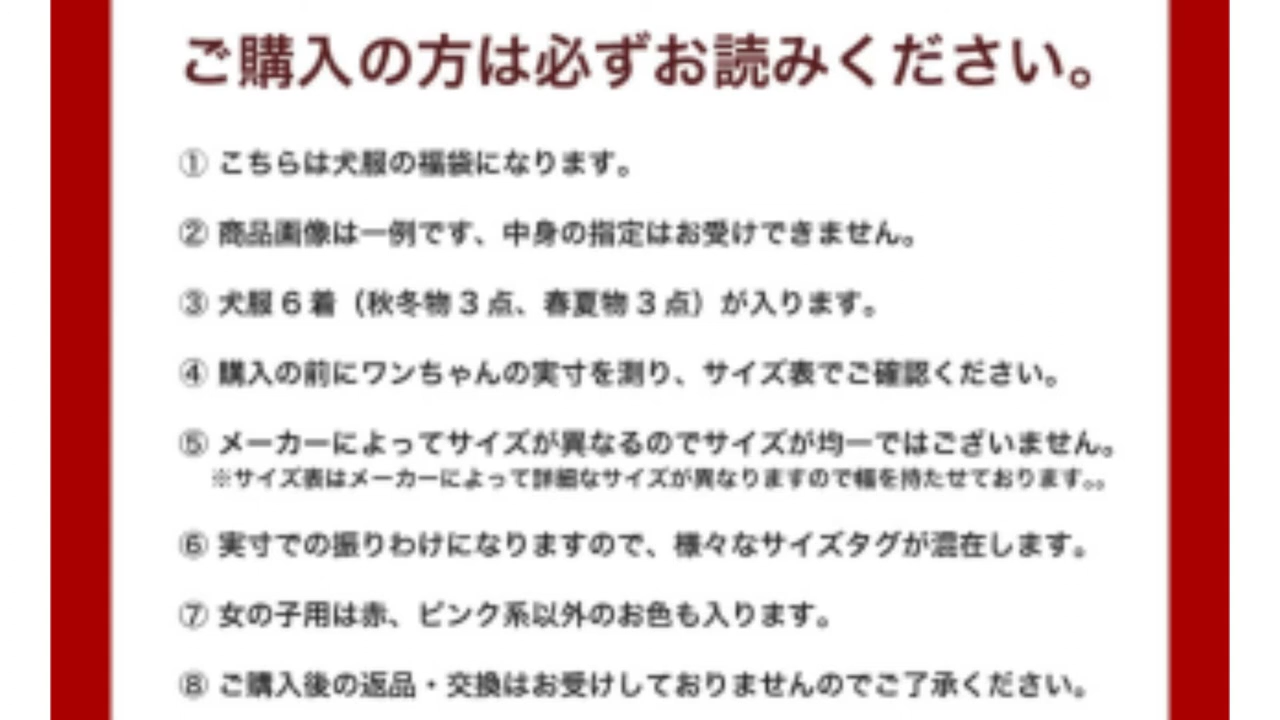 ご購入の方は必ずお読みください。
① こちらは犬服の福袋になります。
② 商品画像は一例です、中身の指定はお受けできません。
③ 犬服6着（秋冬物3点、春夏物3点）が入ります。
④ 購入の前にワンちゃんの実寸を測り、サイズ表でご確認ください。
⑤ メーカーによってサイズが異なるのでサイズが均一ではございません。
※サイズ表はメーカーによって詳細なサイズが異なりますので幅を持たせております。。
⑥ 実寸での振りわけになりますので、様々なサイズタグが混在します。
⑦ 女の子用は赤、ピンク系以外のお色も入ります。
⑧ ご購入後の返品・交換はお受けしておりませんのでご了承ください。